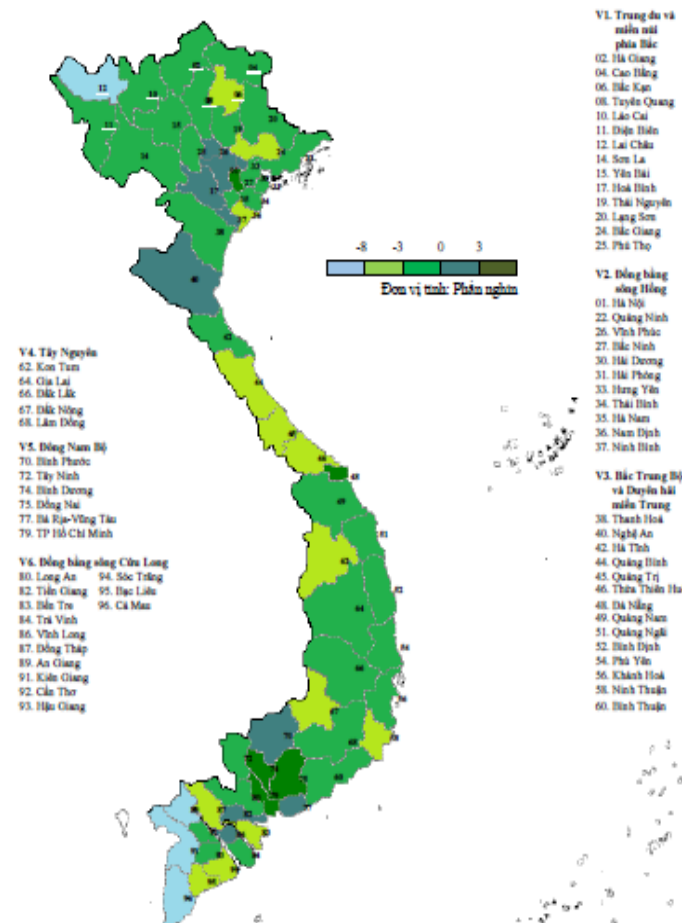 V1. Trung du và
miền núi
phía Bắc
02. Hà Giang
04. Cao Bằng
06. Bắc Kạn
08. Tuyên Quang
10. Lào Cai
11. Điện Biên
12. Lai Châu
14. Sơn La
15. Yên Bái
17. Hoà Bình
19. Thái Nguyên
20. Lạng Sơn
24. Bắc Giang
25. Phú Thọ
V2. Đồng bằng
sông Hồng
01. Hà Nội
22. Quảng Ninh
26. Vĩnh Phúc
27. Bắc Ninh
30. Hải Dương
31. Hải Phòng
33. Hưng Yên
34. Thái Bình
35. Hà Nam
36. Nam Định
37. Ninh Bình
V3. Bắc Trung Bộ
và Duyên hải
miền Trung
38. Thanh Hoá
40. Nghệ An
42. Hà Tĩnh
44. Quảng Bình
45. Quảng Trị
46. Thừa Thiên Hu
48. Đà Nẵng
49. Quảng Nam
51. Quảng Ngãi
52. Bình Định
54. Phú Yên
56. Khánh Hoà
58. Ninh Thuận
60. Bình Thuận
-8 -3 0 3
Đơn vị tính: Phần nghìn
V4. Tây Nguyên
62. Kon Tum
64. Gia Lai
66. Đắk Lắk
67. Đắk Nông
68. Lâm Đồng
V5. Đông Nam Bộ
70. Bình Phước
72. Tây Ninh
74. Bình Dương
75. Đồng Nai
77. Bà Rịa-Vũng Tàu
79. TP Hồ Chí Minh
V6. Đồng bằng sông Cửu Long
80. Long An 94. Sóc Trăng
82. Tiền Giang 95. Bạc Liêu
83. Bến Tre 96. Cà Mau
84. Trà Vinh
86. Vĩnh Long
87. Đồng Tháp
89. An Giang
91. Kiên Giang
92. Cần Thơ
93. Hậu Giang